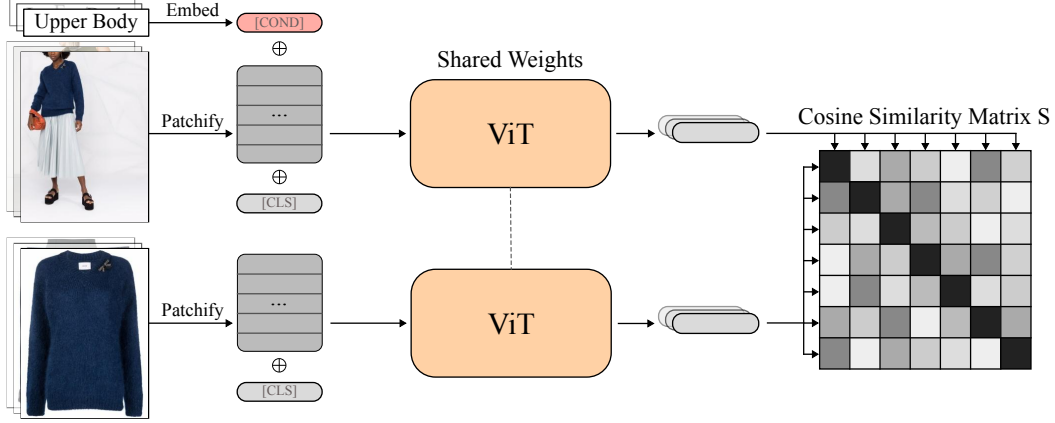 Upper Body
Embed
[COND]
Shared Weights
Patchify
...
ViT
Cosine Similarity Matrix S
[CLS]
Patchify
...
ViT
[CLS]